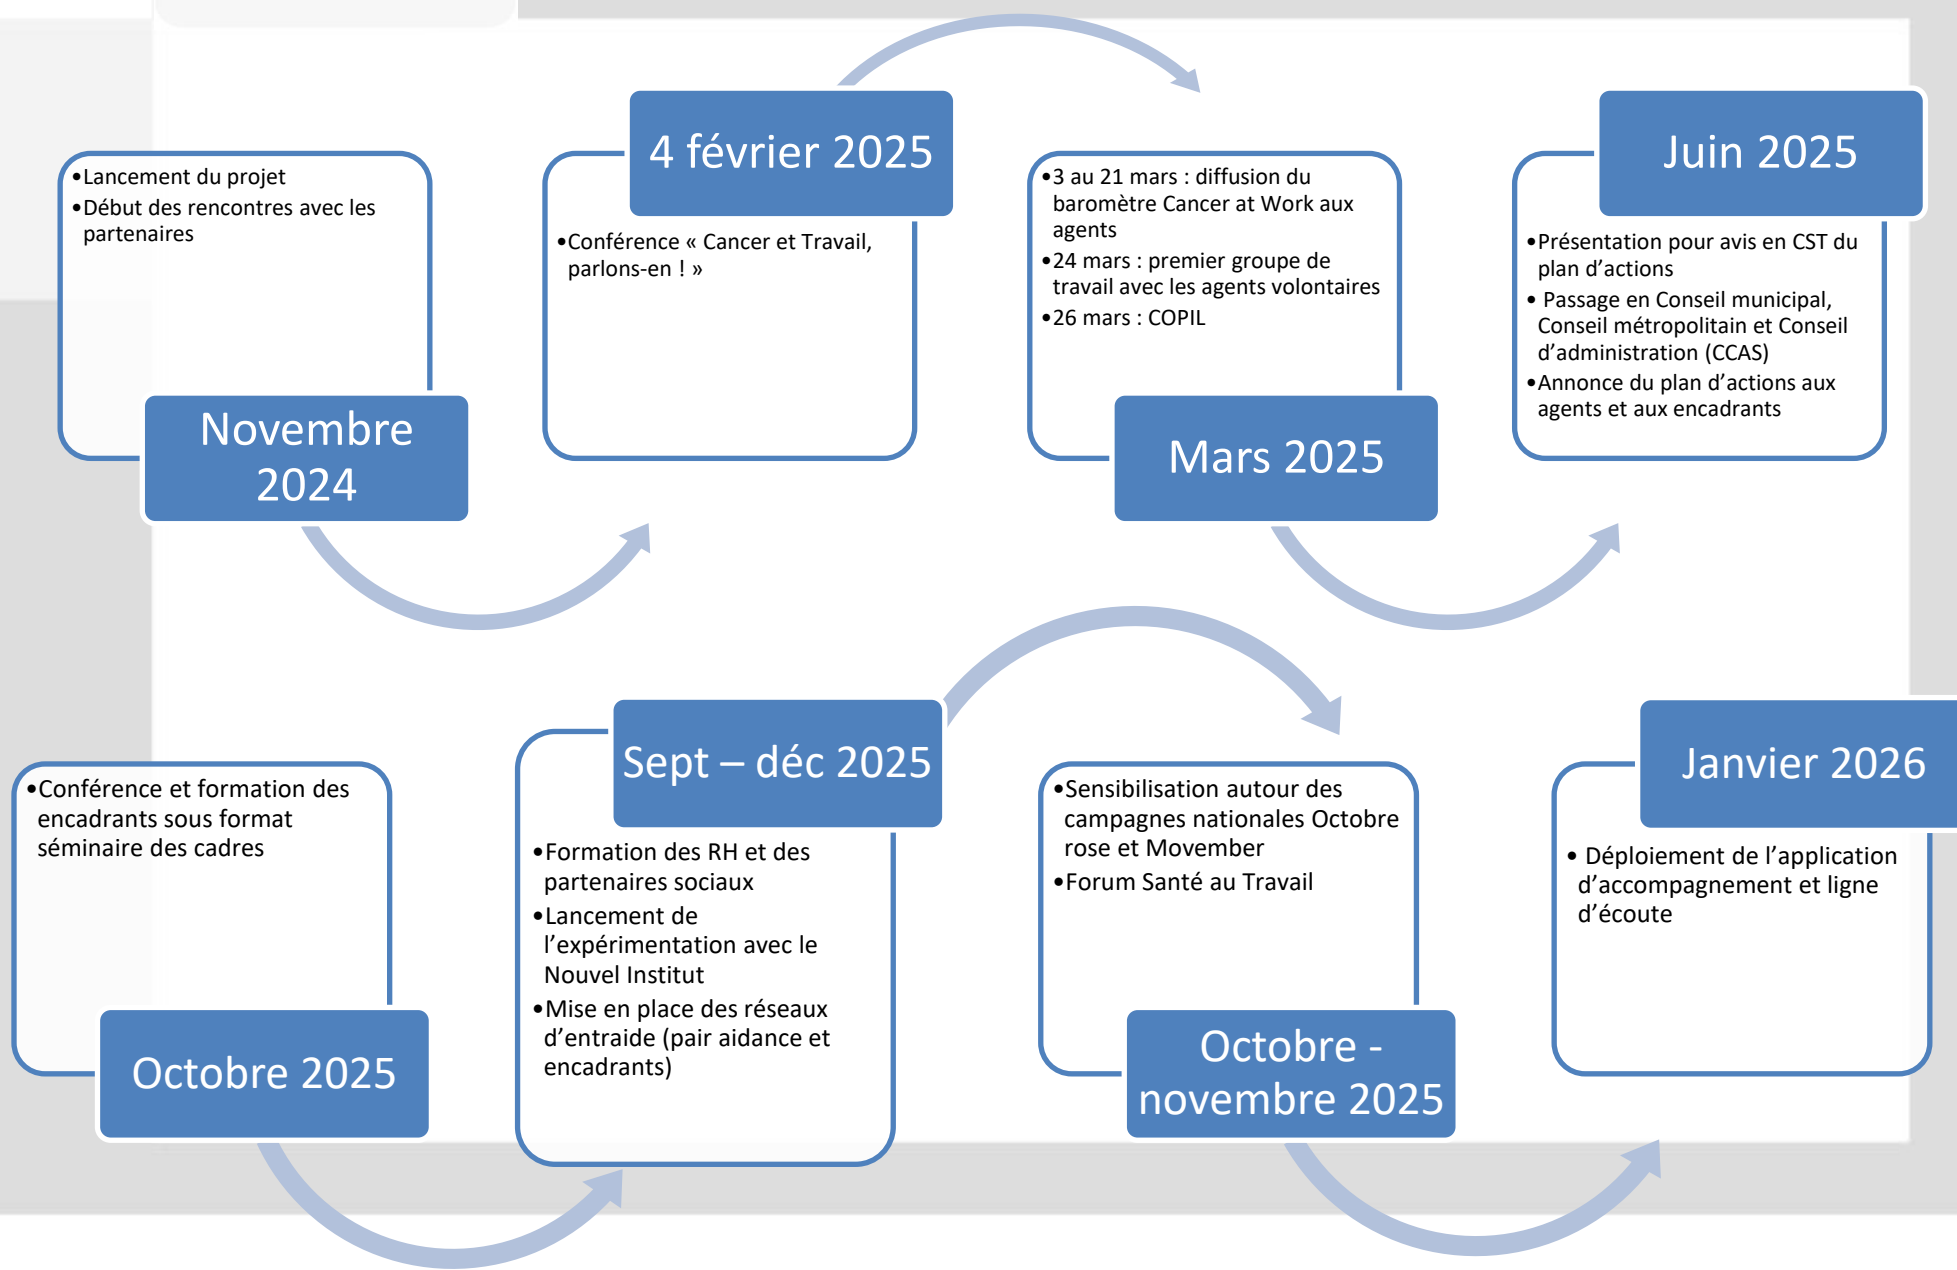 •Lancement du projet
•Début des rencontres avec les
partenaires
Novembre
2024
4 février 2025
•Conférence « Cancer et Travail,
parlons-en ! »
•3 au 21 mars : diffusion du
baromètre Cancer at Work aux
agents
•24 mars : premier groupe de
travail avec les agents volontaires
•26 mars : COPIL
Mars 2025
Juin 2025
•Présentation pour avis en CST du
plan d’actions
• Passage en Conseil municipal,
Conseil métropolitain et Conseil
d’administration (CCAS)
•Annonce du plan d’actions aux
agents et aux encadrants
•Conférence et formation des
encadrants sous format
séminaire des cadres
Octobre 2025
Sept – déc 2025
•Formation des RH et des
partenaires sociaux
•Lancement de
l’expérimentation avec le
Nouvel Institut
•Mise en place des réseaux
d’entraide (pair aidance et
encadrants)
•Sensibilisation autour des
campagnes nationales Octobre
rose et Movember
•Forum Santé au Travail
Octobre -
novembre 2025
Janvier 2026
• Déploiement de l’application
d’accompagnement et ligne
d’écoute